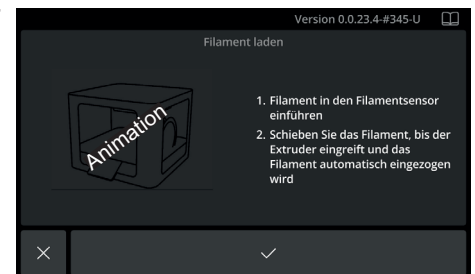 Version 0.0.23.4-#345-U
Filament laden
Animation
1. Filament in den Filamentsensor
einführen
2. Schieben Sie das Filament, bis der
Extruder eingreift und das
Filament automatisch eingezogen
wird